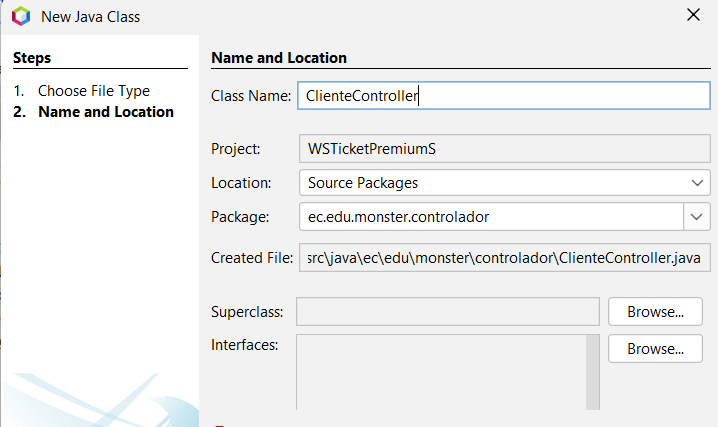 New Java Class
Steps
1. Choose File Type
2. Name and Location
Name and Location
Class Name: ClienteController
Project: WSTicketPremiumS
Location: Source Packages
Package: ec.edu.monster.controlador
Created File: src\java\ec\edu\monster\controlador\ClienteController.java
Superclass: Browse...
Interfaces: Browse...